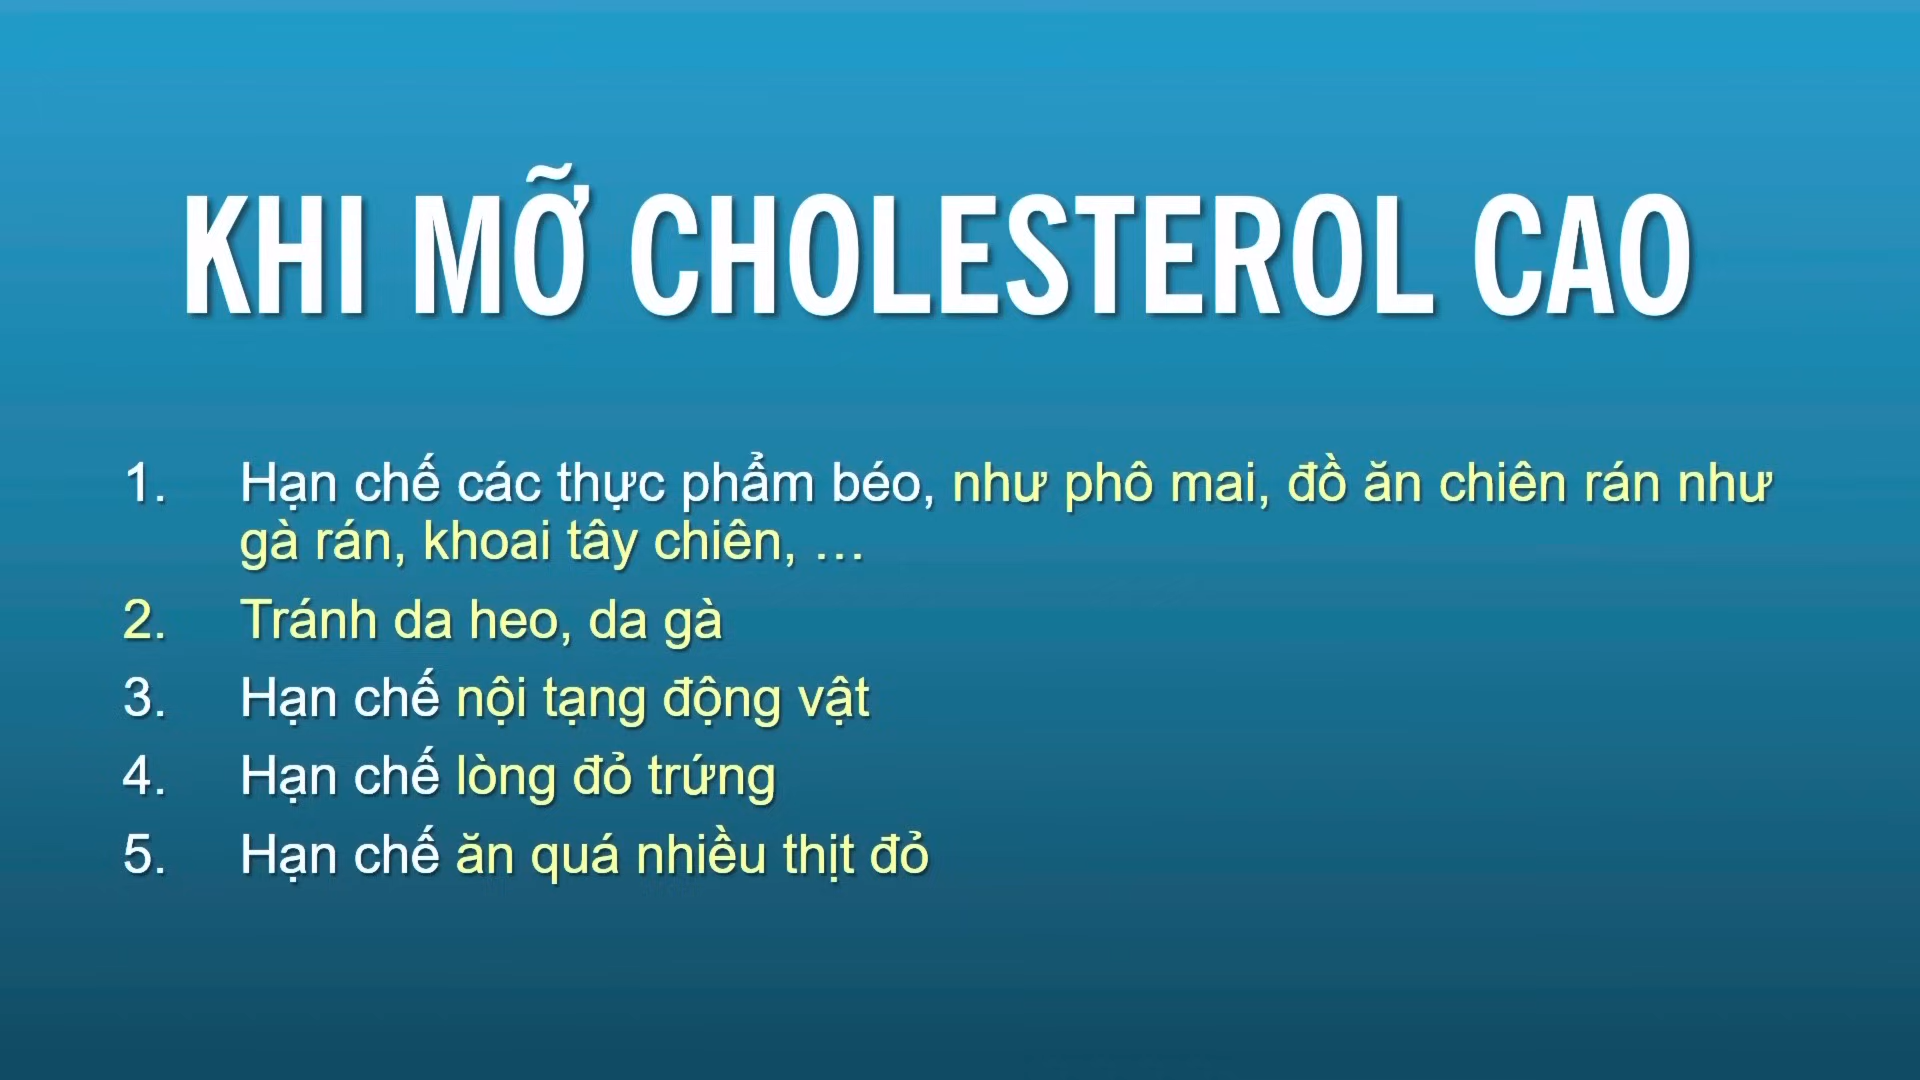 KHI MỠ CHOLESTEROL CAO
1. Hạn chế các thực phẩm béo, như phô mai, đồ ăn chiên rán như
gà rán, khoai tây chiên, …
2. Tránh da heo, da gà
3. Hạn chế nội tạng động vật
4. Hạn chế lòng đỏ trứng
5. Hạn chế ăn quá nhiều thịt đỏ